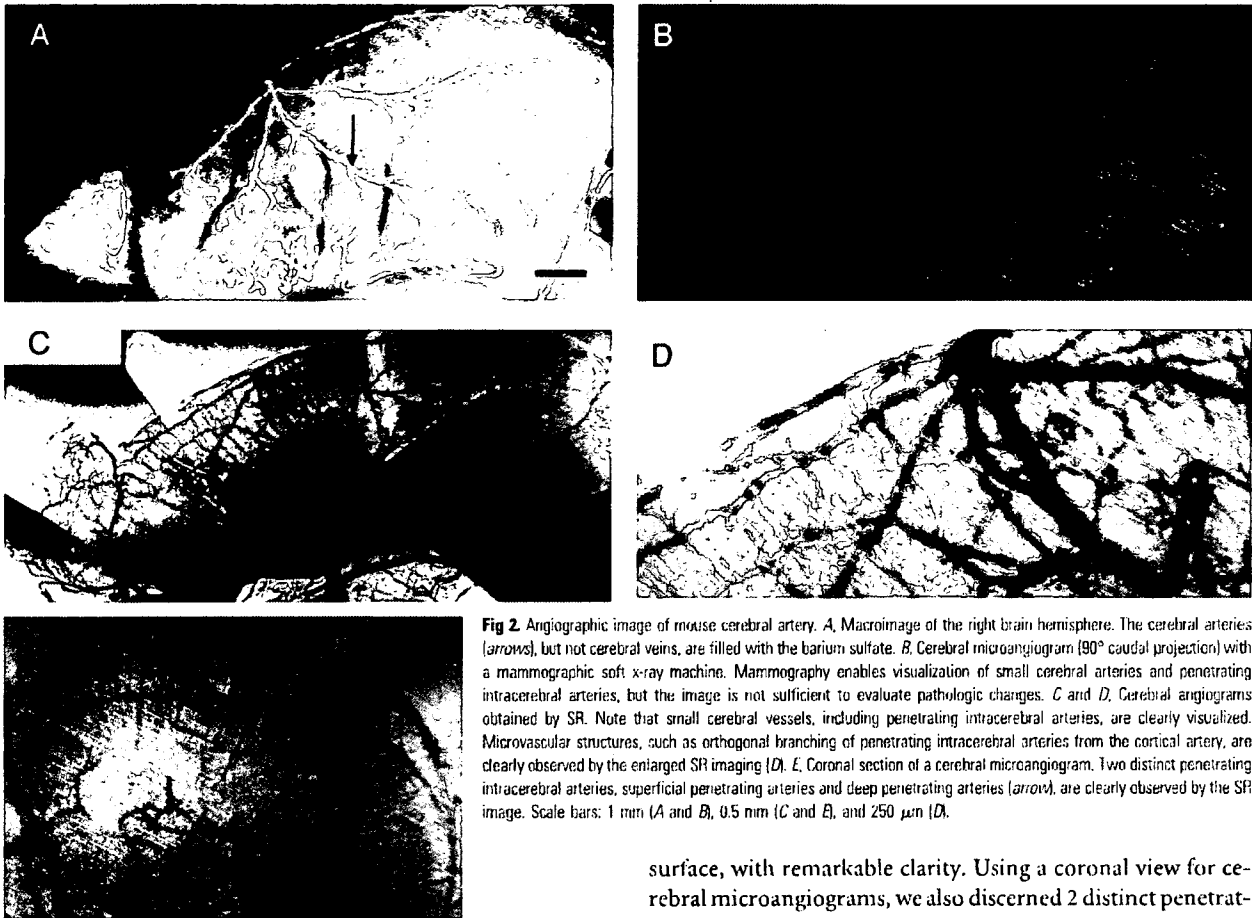 A
B
C
D
Fig 2. Angiographic image of mouse cerebral artery. A, Macroimage of the right brain hemisphere. The cerebral arteries
(arrows), but not cerebral veins, are filled with the barium sulfate. B, Cerebral microangiogram (90° caudal projection) with
a mammographic soft x-ray machine. Mammography enables visualization of small cerebral arteries and penetrating
intracerebral arteries, but the image is not sufficient to evaluate pathologic changes. C and D, Cerebral angiograms
obtained by SR. Note that small cerebral vessels, including penetrating intracerebral arteries, are clearly visualized.
Microvascular structures, such as orthogonal branching of penetrating intracerebral arteries from the cortical artery, are
clearly observed by the enlarged SR imaging (D). E, Coronal section of a cerebral microangiogram. Two distinct penetrating
intracerebral arteries, superficial penetrating arteries and deep penetrating arteries (arrow), are clearly observed by the SR
image. Scale bars: 1 mm (A and B), 0.5 mm (C and E), and 250 μm (D).
surface, with remarkable clarity. Using a coronal view for ce-
rebral microangiograms, we also discerned 2 distinct penetrat-